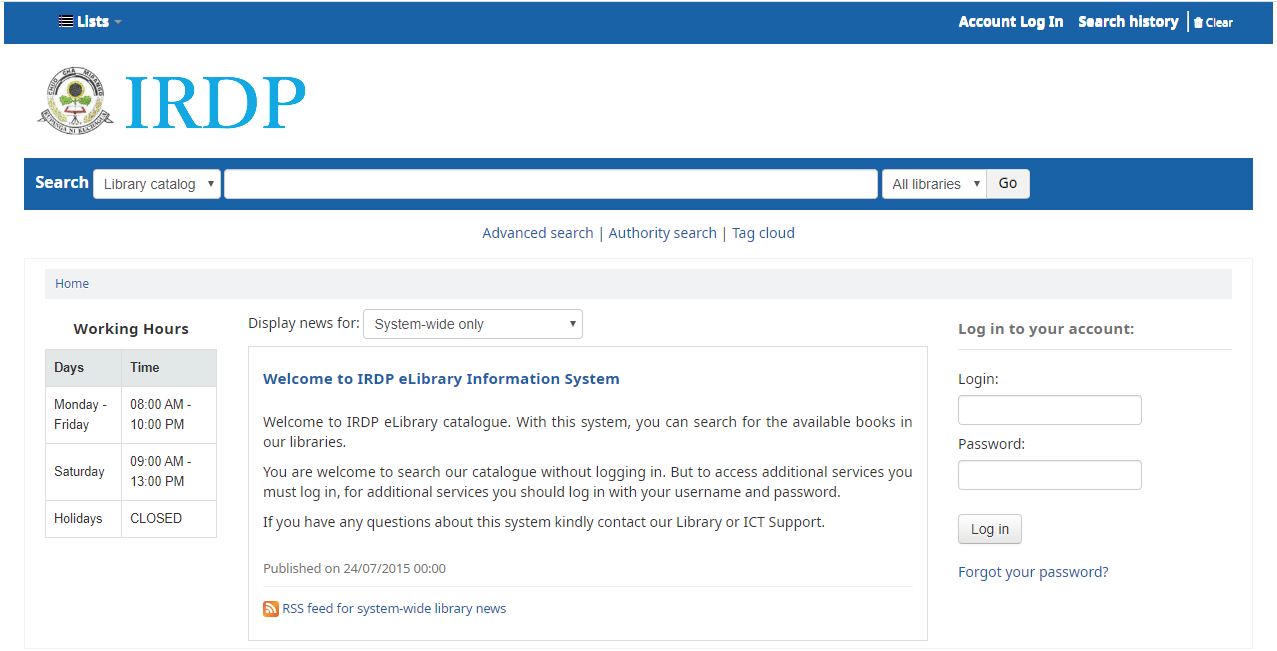 Lists
Account Log In Search history Clear
CHUO CHA MIPANGO
KUPANGA NI KUCHAGUA
IRDP
Search Library catalog All libraries Go
Advanced search | Authority search | Tag cloud
Home
Working Hours
Days Time
Monday - Friday 08:00 AM - 10:00 PM
Saturday 09:00 AM - 13:00 PM
Holidays CLOSED
Display news for: System-wide only
Welcome to IRDP eLibrary Information System
Welcome to IRDP eLibrary catalogue. With this system, you can search for the available books in
our libraries.
You are welcome to search our catalogue without logging in. But to access additional services you
must log in, for additional services you should log in with your username and password.
If you have any questions about this system kindly contact our Library or ICT Support.
Published on 24/07/2015 00:00
RSS feed for system-wide library news
Log in to your account:
Login:
Password:
Log in
Forgot your password?